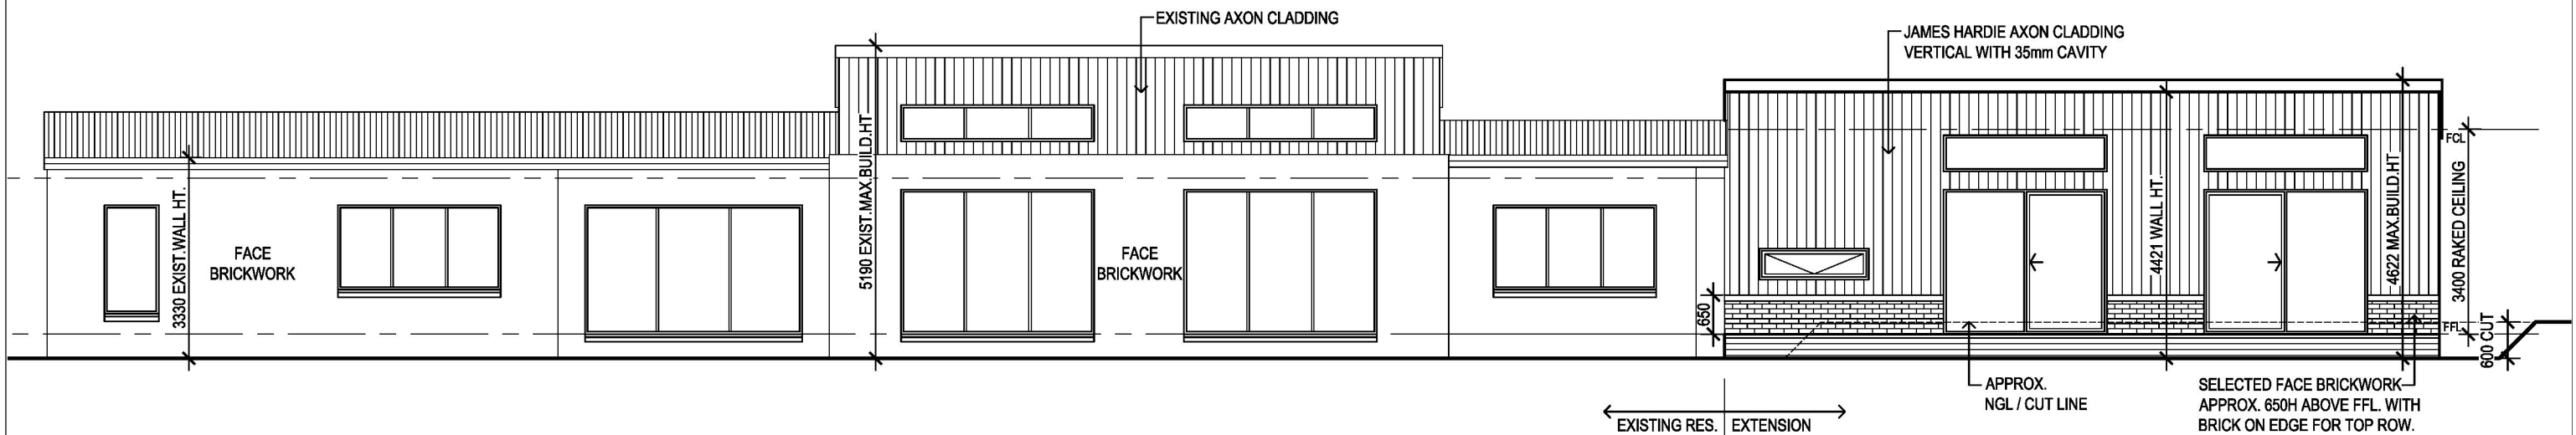 EXISTING AXON CLADDING
JAMES HARDIE AXON CLADDING
VERTICAL WITH 35mm CAVITY
FACE
BRICKWORK
3330 EXIST.WALL HT.
5190 EXIST.MAX.BUILD.HT
FACE
BRICKWORK
650
4421 WALL HT.
4622 MAX.BUILD.HT
FCL
3400 RAKED CEILING
FFL
600 CUT
APPROX.
NGL / CUT LINE
SELECTED FACE BRICKWORK
APPROX. 650H ABOVE FFL. WITH
BRICK ON EDGE FOR TOP ROW.
EXISTING RES.
EXTENSION